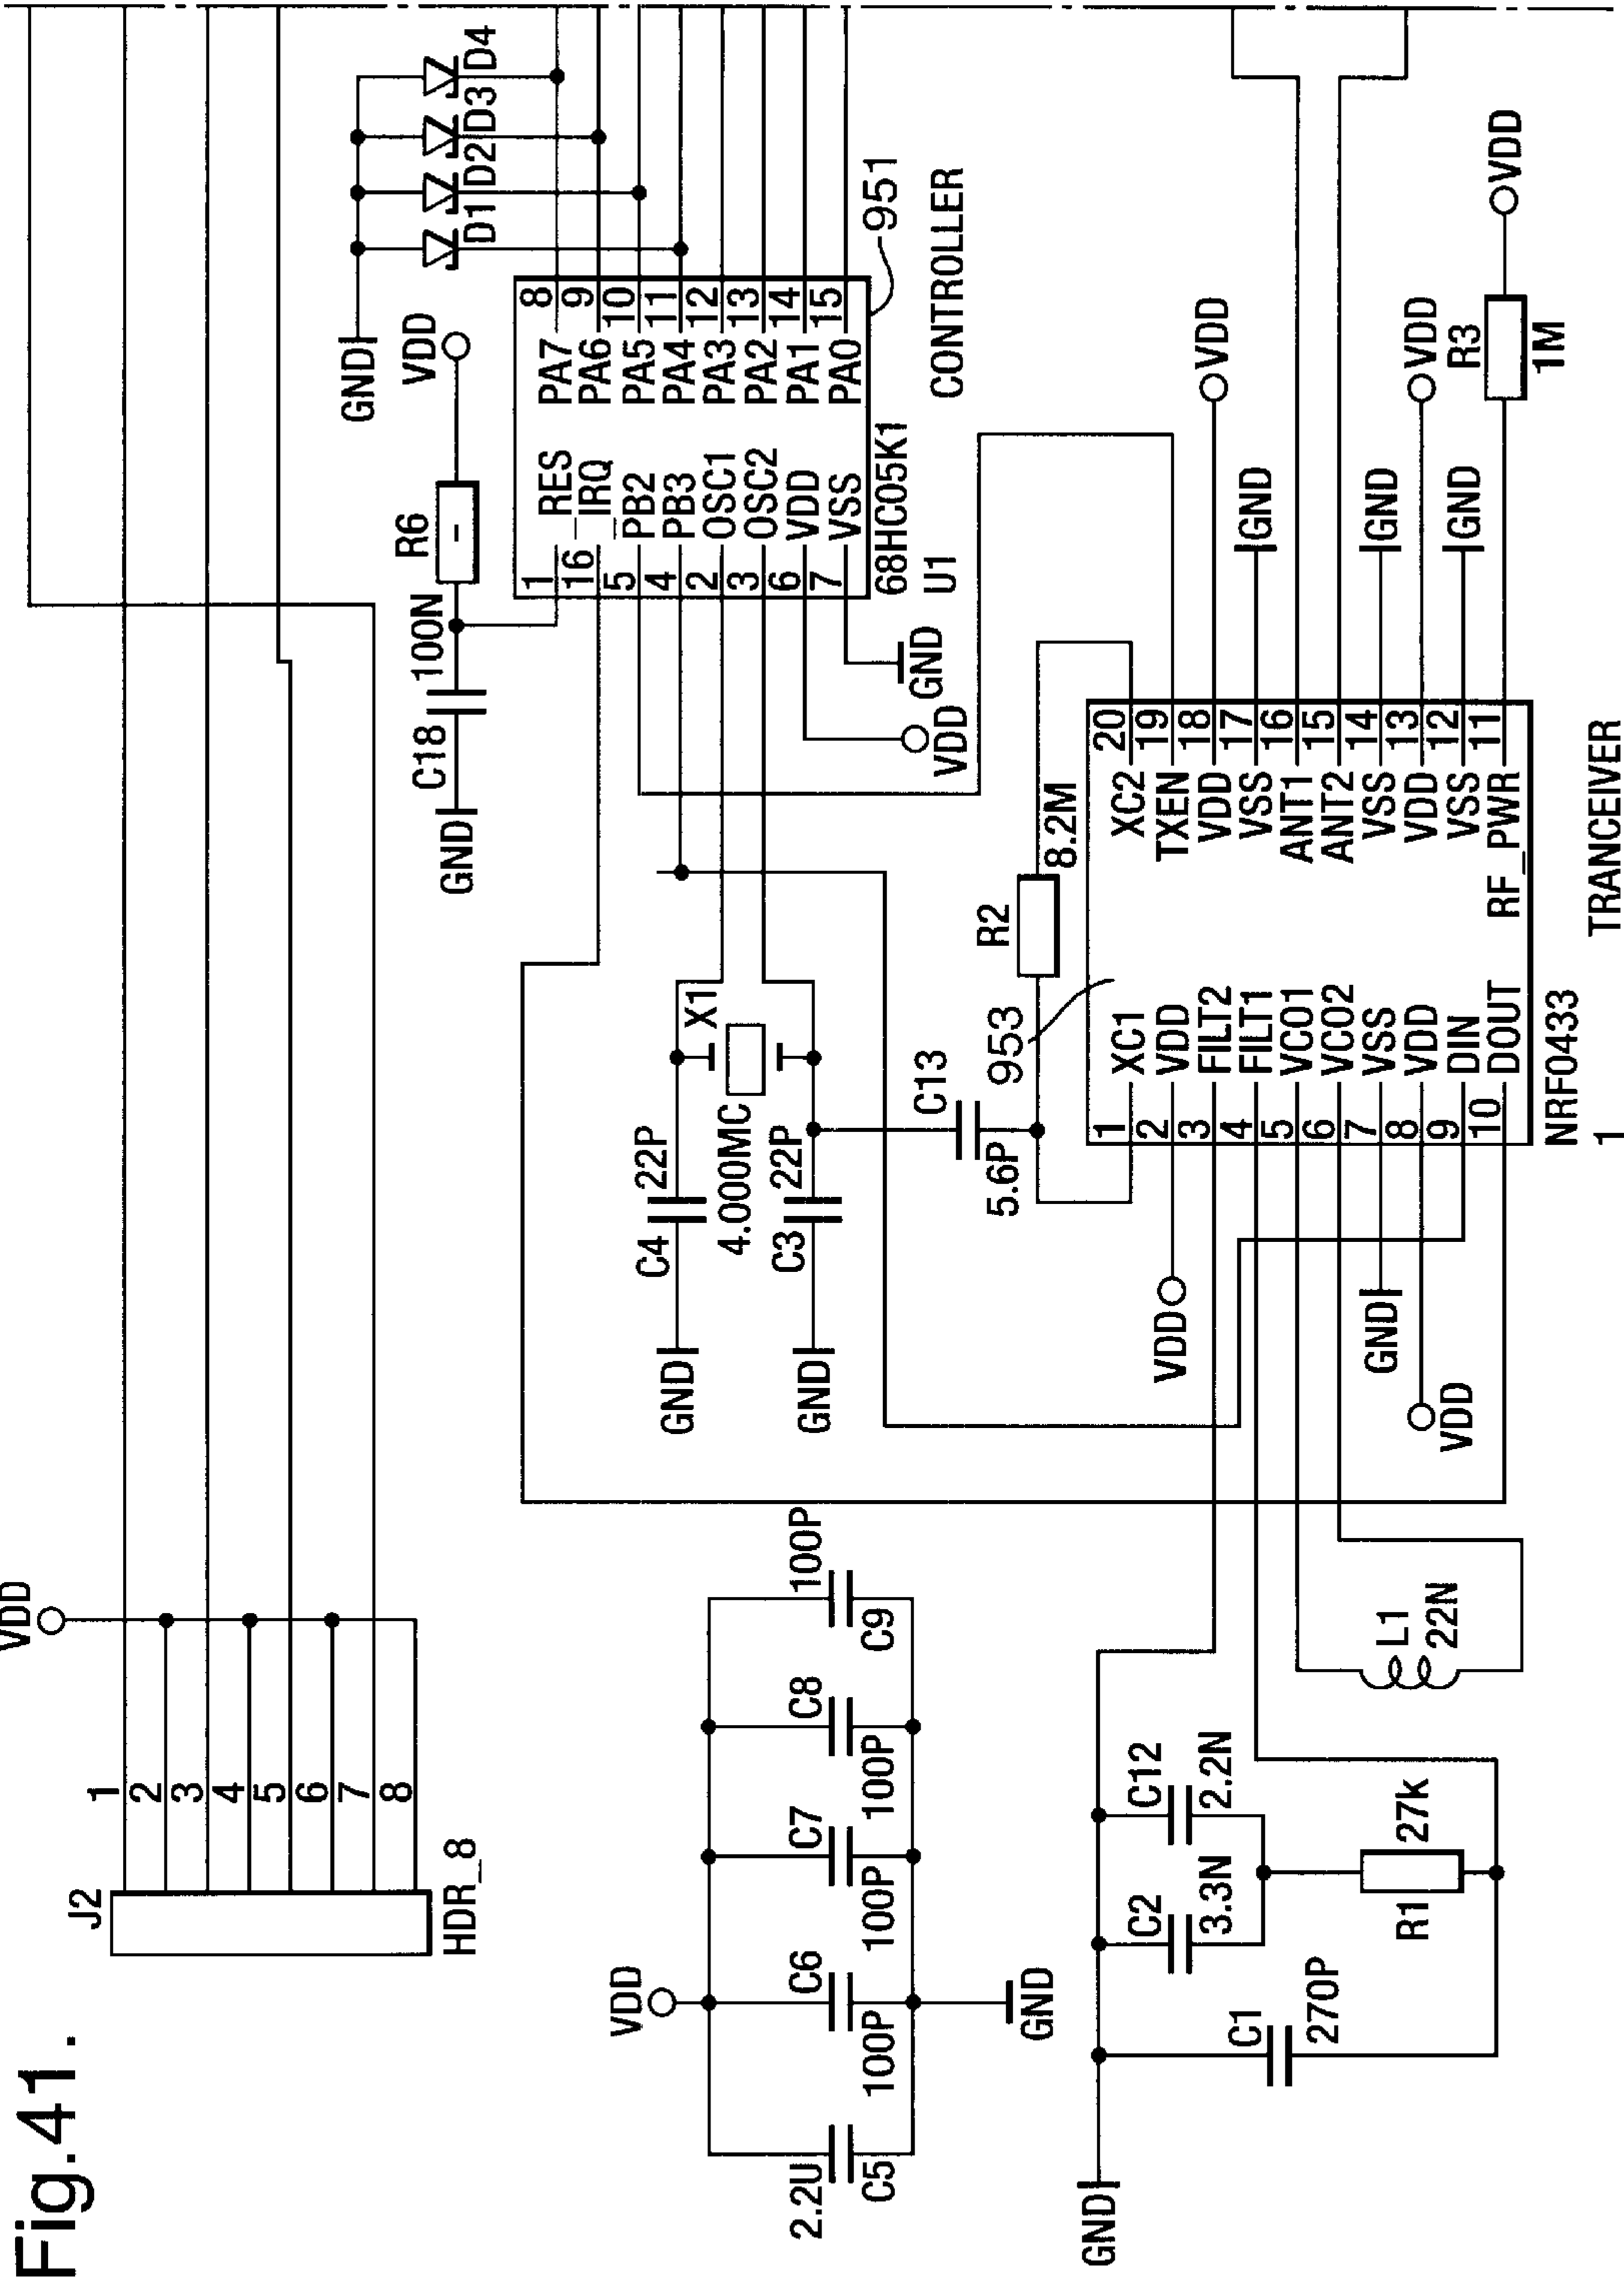 Fig.41.
J2
HDR_8
1
2
3
4
5
6
7
8
VDD
GND
D1
D2
D3
D4
GND
C18
100N
R6
VDD
1
16
5
4
2
3
6
7
_RES
_IRQ
_PB2
PB3
OSC1
OSC2
VDD
VSS
PA7
PA6
PA5
PA4
PA3
PA2
PA1
PA0
8
9
10
11
12
13
14
15
68HC05K1
U1
CONTROLLER
951
VDD
GND
GND
C4
22P
X1
4.000MC
GND
C3
22P
C13
5.6P
R2
8.2M
953
VDD
2.2U
C5
C6
100P
C7
100P
C8
100P
C9
100P
GND
GND
C1
270P
C2
3.3N
C12
2.2N
R1
27k
L1
22N
VDD
GND
VDD
1
2
3
4
5
6
7
8
9
10
XC1
VDD
FILT2
FILT1
VCO1
VCO2
VSS
VDD
DIN
DOUT
XC2
TXEN
VDD
VSS
ANT1
ANT2
VSS
VDD
VSS
RF_PWR
20
19
18
17
16
15
14
13
12
11
VDD
GND
GND
VDD
GND
R3
1M
VDD
NRF0433
1
TRANCEIVER